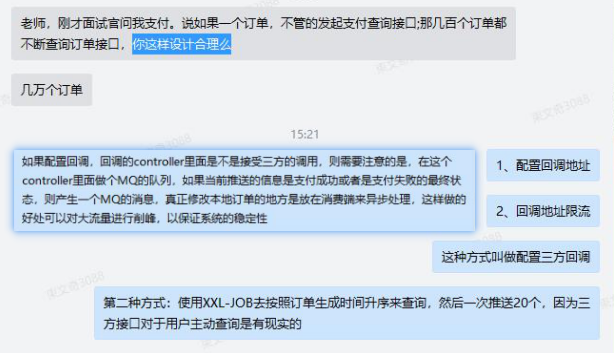 老师，刚才面试官问我支付。说如果一个订单，不管的发起支付查询接口;那几百个订单都
不断查询订单接口，你这样设计合理么
几万个订单
15:21
如果配置回调，回调的controller里面是不是接受三方的调用，则需要注意的是，在这个
controller里面做个MQ的队列，如果当前推送的信息是支付成功或者是支付失败的最终状
态，则产生一个MQ的消息，真正修改本地订单的地方是放在消费端来异步处理，这样做的
好处可以对大流量进行削峰，以保证系统的稳定性
1、配置回调地址
2、回调地址限流
这种方式叫做配置三方回调
第二种方式：使用XXL-JOB去按照订单生成时间升序来查询，然后一次推送20个，因为三
方接口对于用户主动查询是有现实的